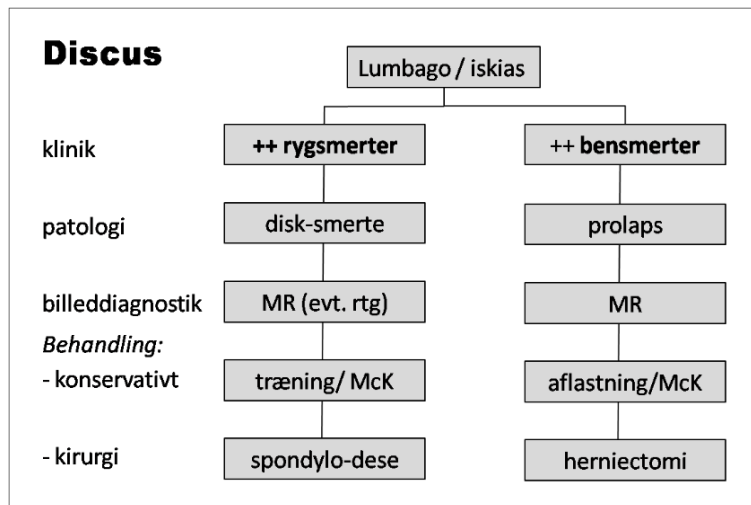 Discus
Lumbago / iskias
klinik
++ rygsmerter
++ bensmerter
patologi
disk-smerte
prolaps
billeddiagnostik
MR (evt. rtg)
MR
Behandling:
- konservativt
træning/ McK
aflastning/McK
- kirurgi
spondylo-dese
herniectomi